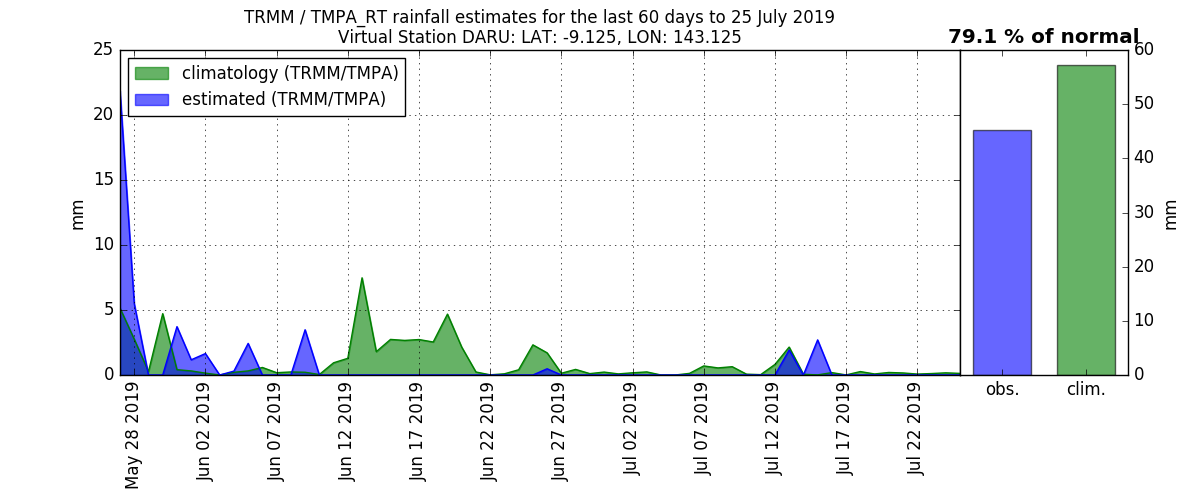 TRMM / TMPA_RT rainfall estimates for the last 60 days to 25 July 2019
Virtual Station DARU: LAT: -9.125, LON: 143.125
79.1 % of normal
climatology (TRMM/TMPA)
estimated (TRMM/TMPA)
25
20
15
10
5
0
mm
May 28 2019
Jun 02 2019
Jun 07 2019
Jun 12 2019
Jun 17 2019
Jun 22 2019
Jun 27 2019
Jul 02 2019
Jul 07 2019
Jul 12 2019
Jul 17 2019
Jul 22 2019
obs.
clim.
60
50
40
30
20
10
0
mm